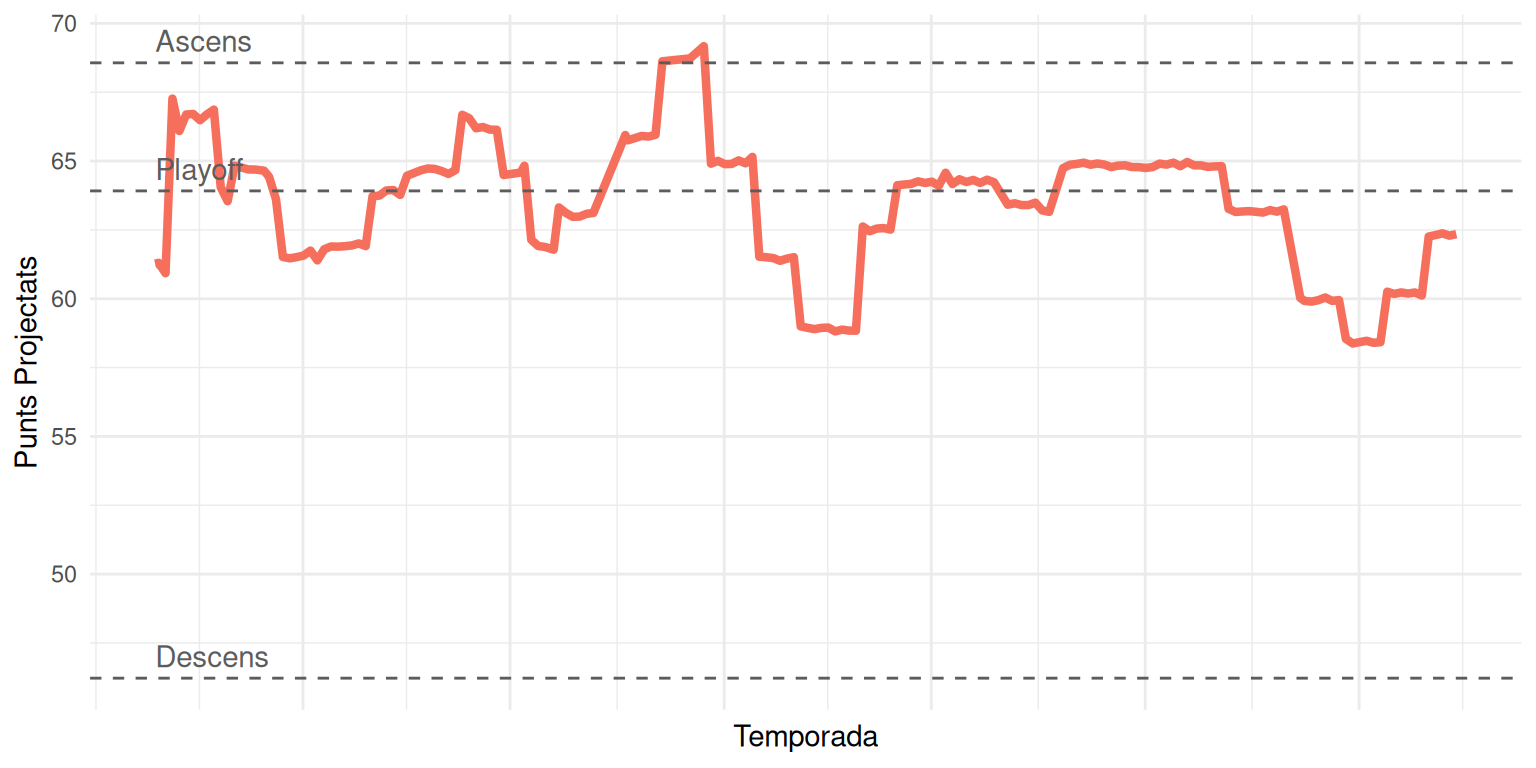 70
Ascens
65
Playoff
60
55
50
Descens
Punts Projectats
Temporada